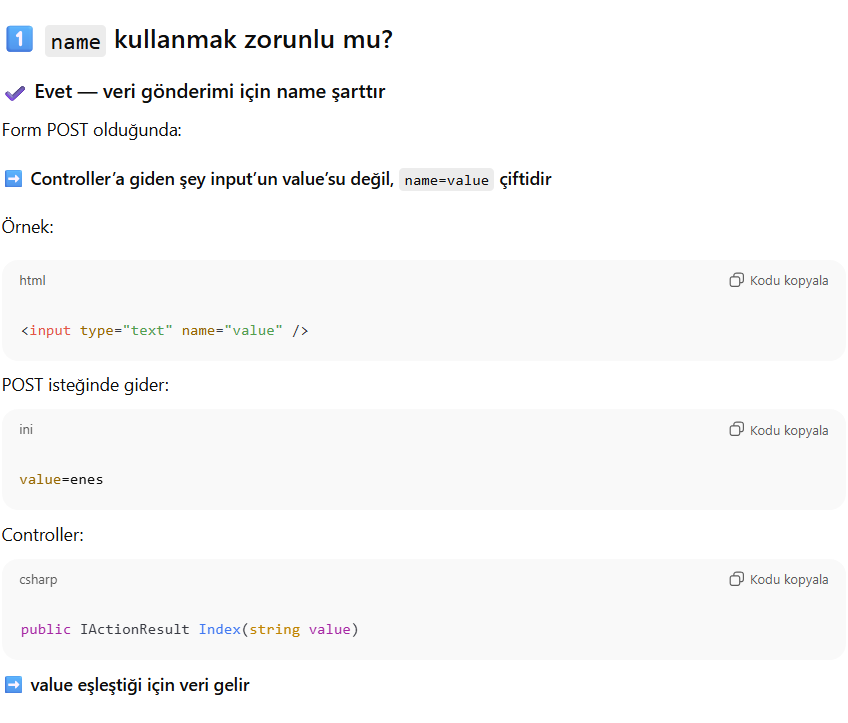 1 name kullanmak zorunlu mu?
✔ Evet — veri gönderimi için name şarttır
Form POST olduğunda:
➡ Controller’a giden şey input’un value’su değil, name=value çiftidir
Örnek:
html Kodu kopyala
<input type="text" name="value" />
POST isteğinde gider:
ini Kodu kopyala
value=enes
Controller:
csharp Kodu kopyala
public IActionResult Index(string value)
➡ value eşleştiği için veri gelir